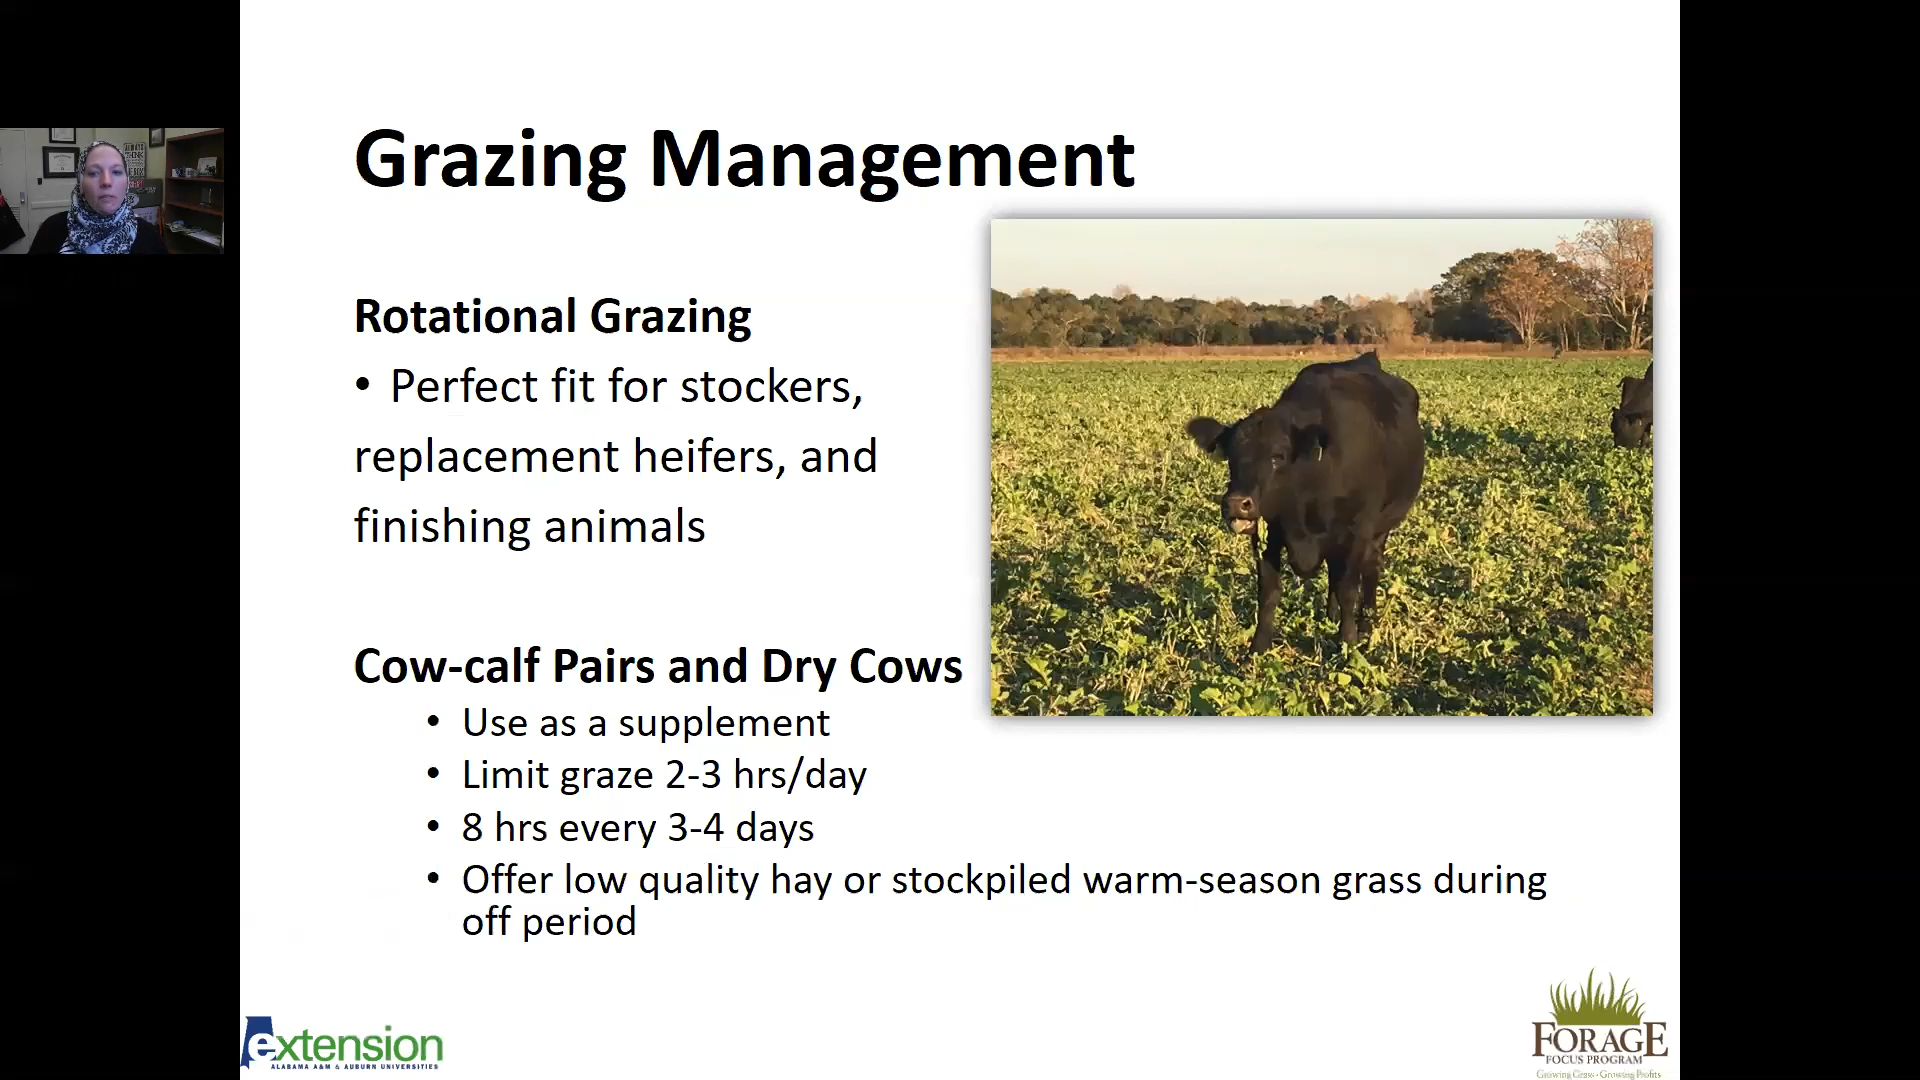 Grazing Management
Rotational Grazing
• Perfect fit for stockers,
replacement heifers, and
finishing animals
Cow-calf Pairs and Dry Cows
• Use as a supplement
• Limit graze 2-3 hrs/day
• 8 hrs every 3-4 days
• Offer low quality hay or stockpiled warm-season grass during
off period
extension
ALABAMA A&M & AUBURN UNIVERSITIES
FORAGE
FOCUS PROGRAM
Growing Grass - Growing Profits